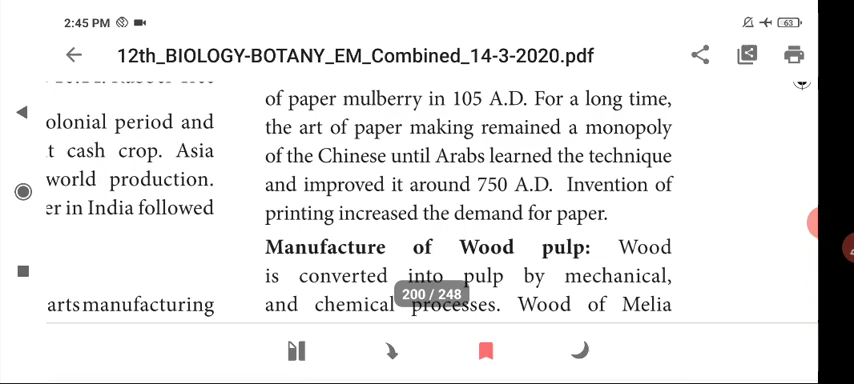 2:45 PM
63
12th_BIOLOGY-BOTANY_EM_Combined_14-3-2020.pdf
olonial period and
t cash crop. Asia
world production.
er in India followed
arts manufacturing
of paper mulberry in 105 A.D. For a long time,
the art of paper making remained a monopoly
of the Chinese until Arabs learned the technique
and improved it around 750 A.D. Invention of
printing increased the demand for paper.
Manufacture of Wood pulp: Wood
is converted into pulp by mechanical,
and chemical processes. Wood of Melia
200 / 248